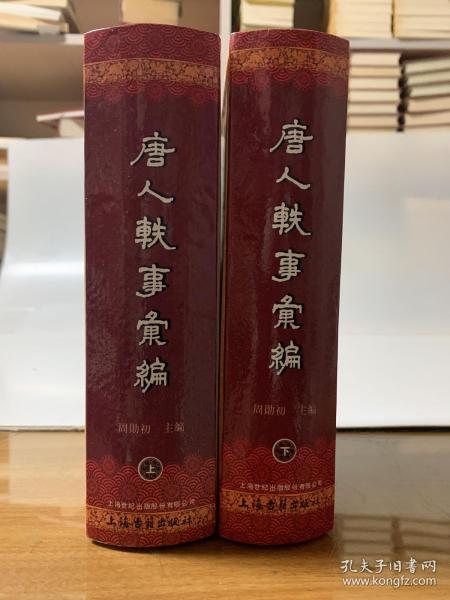 唐人軼事彙編
周勛初 主編
上
上海世紀出版股份有限公司
上海古籍出版社
唐人軼事彙編
周勛初 主編
下
上海世紀出版股份有限公司
上海古籍出版社
孔夫子旧书网
www.kongfz.com